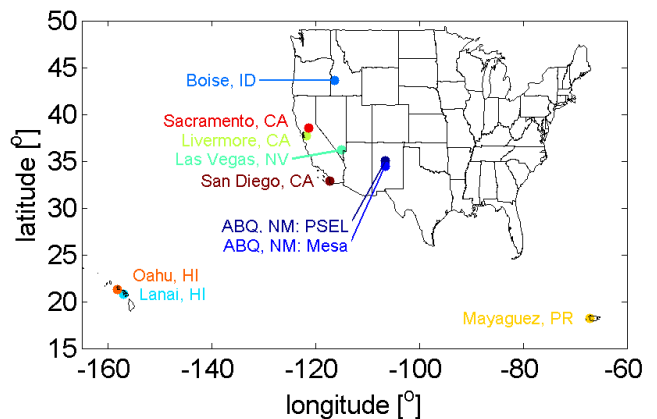 50
45
40
35
30
25
20
15
latitude [°]
Boise, ID
Sacramento, CA
Livermore, CA
Las Vegas, NV
San Diego, CA
ABQ, NM: PSEL
ABQ, NM: Mesa
Oahu, HI
Lanai, HI
Mayaguez, PR
-160 -140 -120 -100 -80 -60
longitude [°]